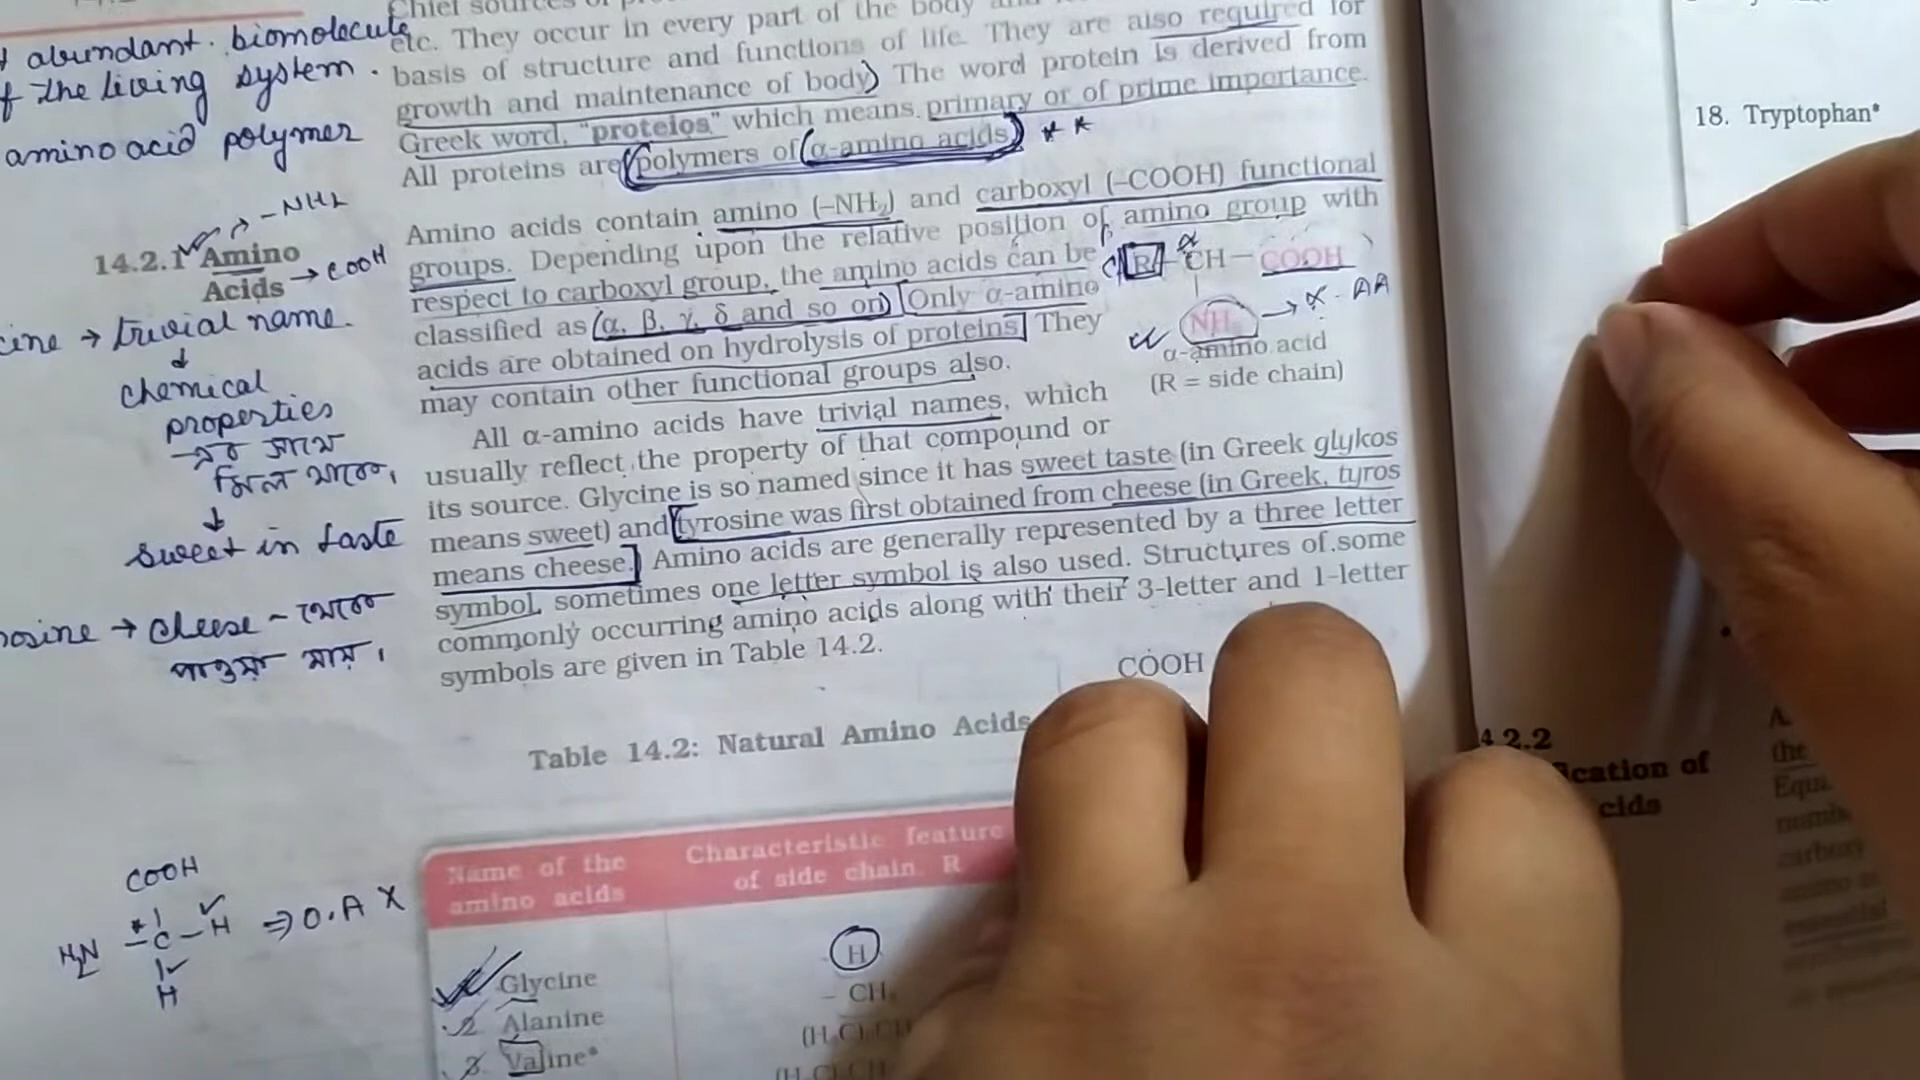 abundant. biomolecule
the living system.
amino acid polymer
-NH2
14.2.1 Amino
Acids → COOH
→ trivial name.
↓
chemical
properties
এর সাথে
মিল থাকে,
↓
sweet in taste
→ cheese - থেকে
পাওয়া যায়।
COOH
H2N - C - H ⇒ O.A X
H
Chief sources of
etc. They occur in every part of the body
basis of structure and functions of life. They are also required for
growth and maintenance of body) The word protein is derived from
Greek word, "proteios" which means primary or of prime importance.
All proteins are polymers of α-amino acids.
Amino acids contain amino (–NH2) and carboxyl (–COOH) functional
groups. Depending upon the relative position of amino group with
respect to carboxyl group, the amino acids can be
classified as α, β, γ, δ and so on) [Only α-amino
acids are obtained on hydrolysis of proteins] They
may contain other functional groups also.
R – CH – COOH
α
NH2 → α - AA
α-amino acid
(R = side chain)
All α-amino acids have trivial names, which
usually reflect the property of that compound or
its source. Glycine is so named since it has sweet taste (in Greek glykos
means sweet) and [tyrosine was first obtained from cheese (in Greek, tyros
means cheese.] Amino acids are generally represented by a three letter
symbol, sometimes one letter symbol is also used. Structures of some
commonly occurring amino acids along with their 3-letter and 1-letter
symbols are given in Table 14.2.
COOH
Table 14.2: Natural Amino Acids
Name of the
amino acids
Characteristic feature
of side chain, R
Glycine
H
2. Alanine
– CH3
3. Valine*
18. Tryptophan*
4.2.2
cation of
cids
the